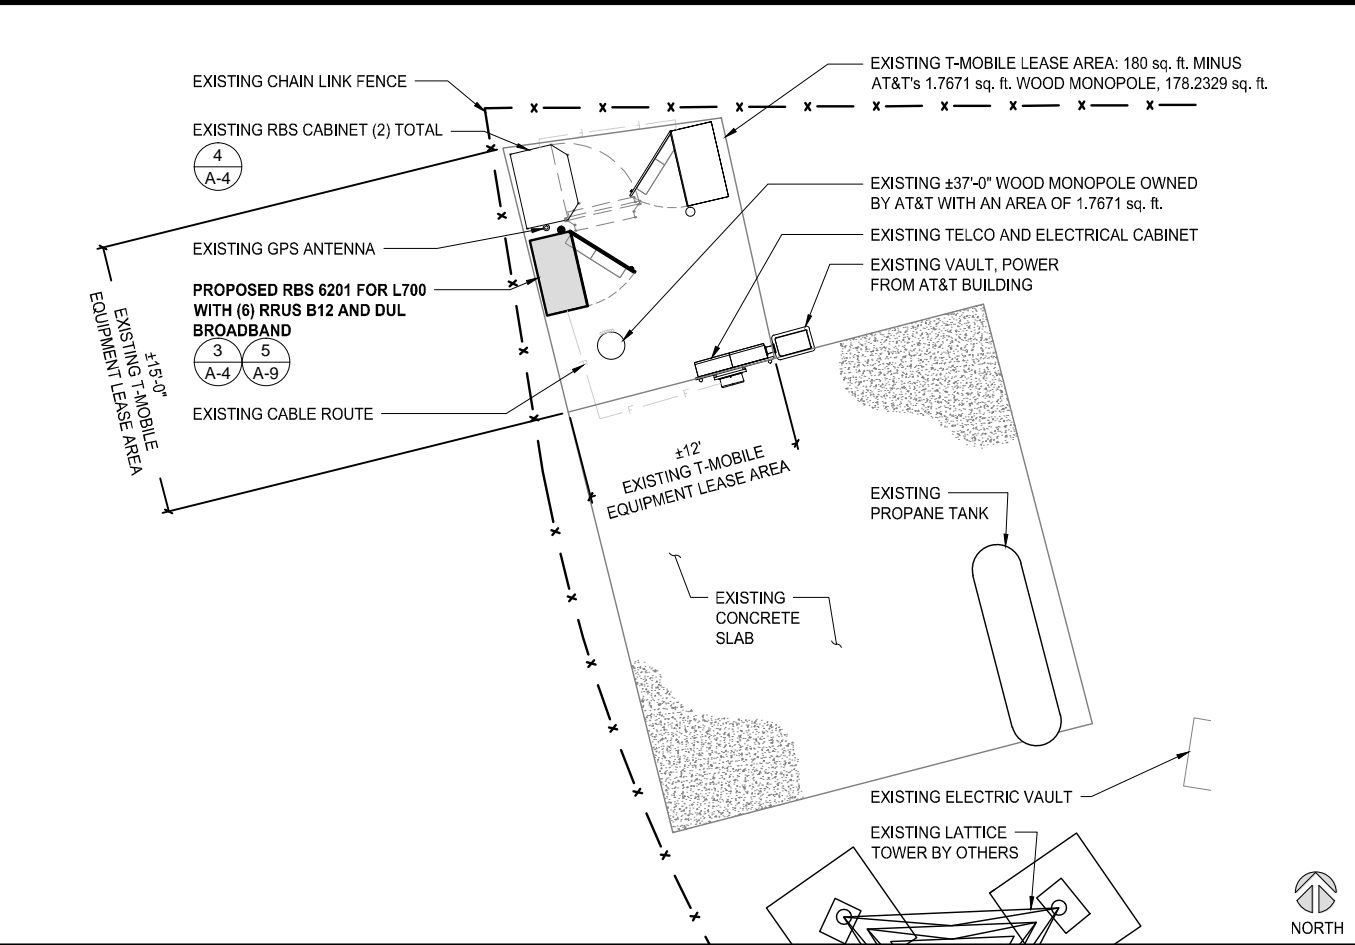 EXISTING CHAIN LINK FENCE
EXISTING RBS CABINET (2) TOTAL
4
A-4
EXISTING GPS ANTENNA
PROPOSED RBS 6201 FOR L700
WITH (6) RRUS B12 AND DUL
BROADBAND
3
A-4
5
A-9
EXISTING CABLE ROUTE
±15'-0"
EXISTING T-MOBILE
EQUIPMENT LEASE AREA
EXISTING T-MOBILE LEASE AREA: 180 sq. ft. MINUS
AT&T's 1.7671 sq. ft. WOOD MONOPOLE, 178.2329 sq. ft.
EXISTING ±37'-0" WOOD MONOPOLE OWNED
BY AT&T WITH AN AREA OF 1.7671 sq. ft.
EXISTING TELCO AND ELECTRICAL CABINET
EXISTING VAULT, POWER
FROM AT&T BUILDING
F
F
±12'
EXISTING T-MOBILE
EQUIPMENT LEASE AREA
EXISTING
PROPANE TANK
EXISTING
CONCRETE
SLAB
EXISTING ELECTRIC VAULT
EXISTING LATTICE
TOWER BY OTHERS
NORTH